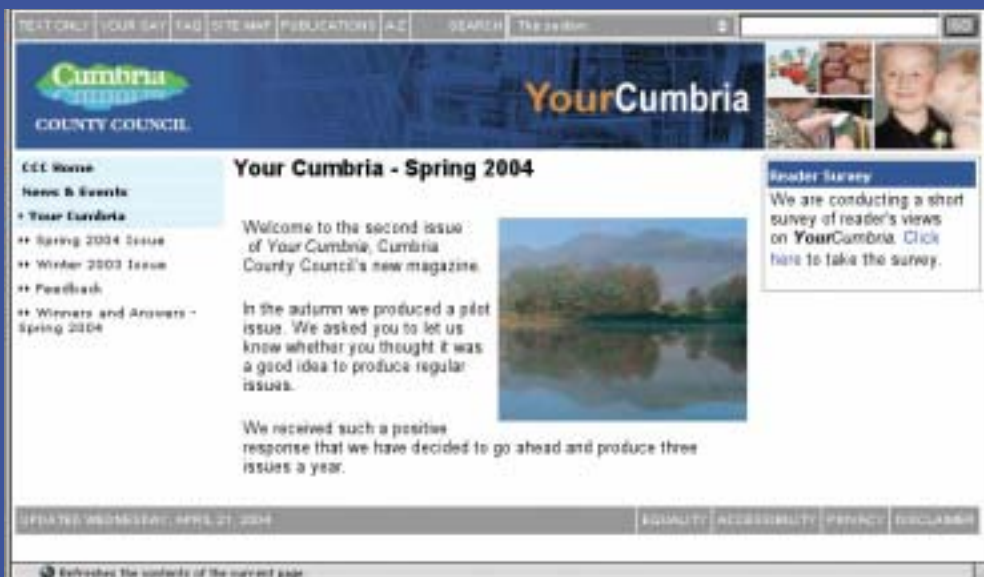 TEXT ONLY YOUR SAY FAQ SITE MAP PUBLICATIONS A-Z SEARCH This section GO
Cumbria
COUNTY COUNCIL
YourCumbria
CCC Home
News & Events
Your Cumbria
Spring 2004 Issue
Winter 2003 Issue
Feedback
Winners and Answers -
Spring 2004
Your Cumbria - Spring 2004
Welcome to the second issue
of Your Cumbria, Cumbria
County Council's new magazine.
In the autumn we produced a pilot
issue. We asked you to let us
know whether you thought it was
a good idea to produce regular
issues.
We received such a positive
response that we have decided to go ahead and produce three
issues a year.
Reader Survey
We are conducting a short
survey of reader's views
on YourCumbria. Click
here to take the survey.
UPDATED WEDNESDAY, APRIL 21, 2004
EQUALITY ACCESSIBILITY PRIVACY DISCLAIMER
Refreshes the contents of the current page